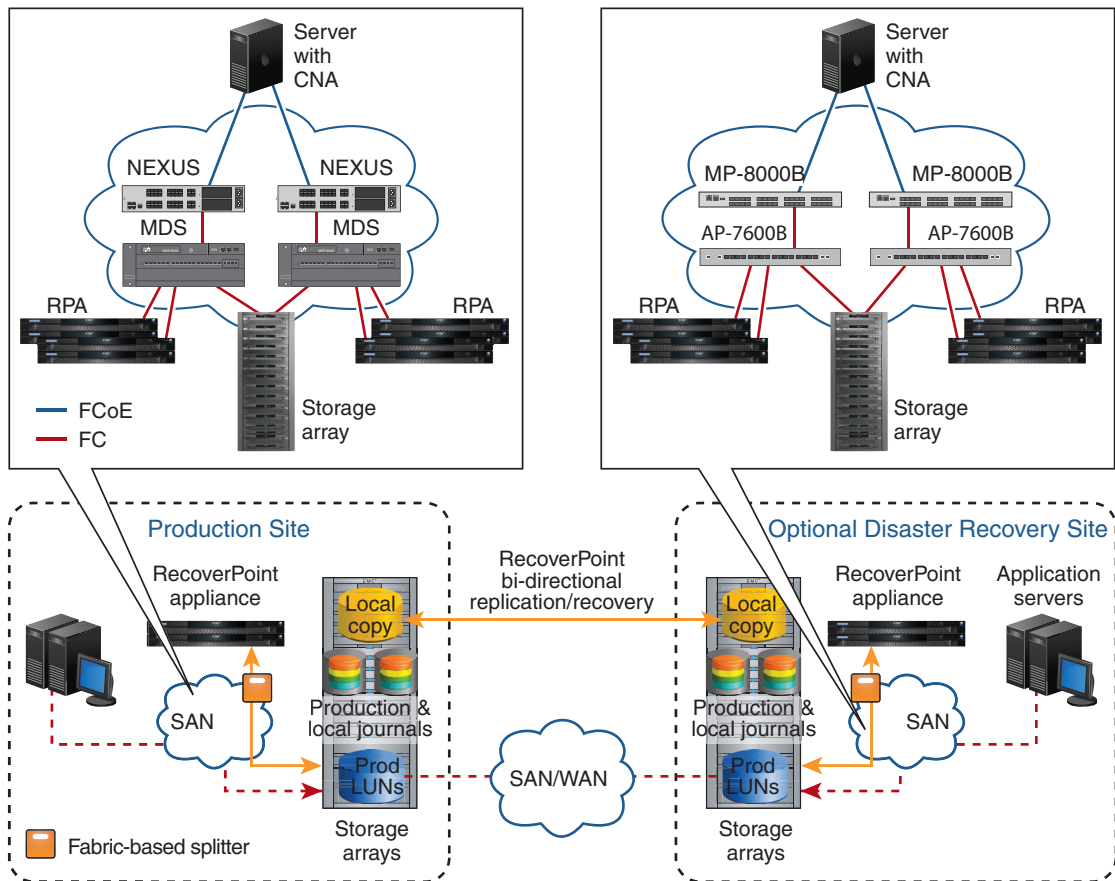 Server
with
CNA
NEXUS
NEXUS
MDS
MDS
RPA
RPA
Storage
array
FCoE
FC
Server
with
CNA
MP-8000B
MP-8000B
AP-7600B
AP-7600B
RPA
RPA
Storage
array
Production Site
RecoverPoint
appliance
EMC²
Local
copy
Production &
local journals
Prod
LUNs
SAN
Storage
arrays
Fabric-based splitter
RecoverPoint
bi-directional
replication/recovery
SAN/WAN
Optional Disaster Recovery Site
EMC²
Local
copy
Production &
local journals
Prod
LUNs
Storage
arrays
RecoverPoint
appliance
Application
servers
SAN